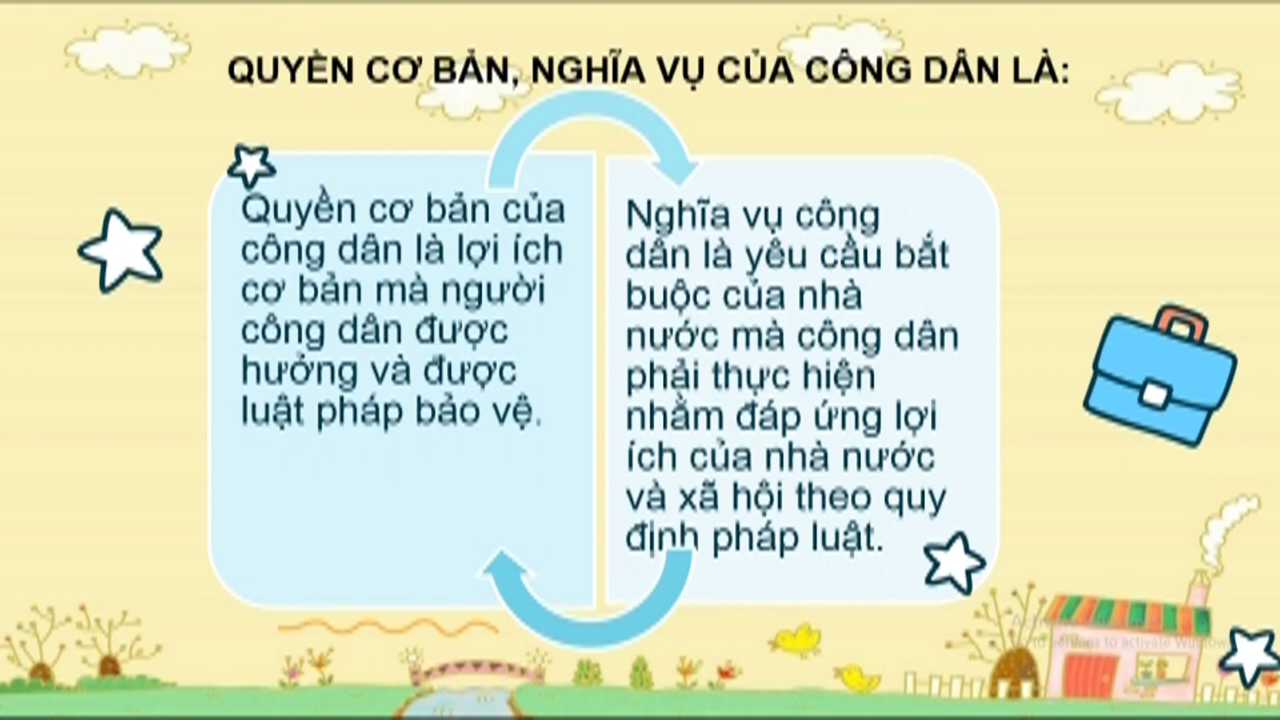 QUYỀN CƠ BẢN, NGHĨA VỤ CỦA CÔNG DÂN LÀ:
Quyền cơ bản của
công dân là lợi ích
cơ bản mà người
công dân được
hưởng và được
luật pháp bảo vệ.
Nghĩa vụ công
dân là yêu cầu bắt
buộc của nhà
nước mà công dân
phải thực hiện
nhằm đáp ứng lợi
ích của nhà nước
và xã hội theo quy
định pháp luật.
to activate